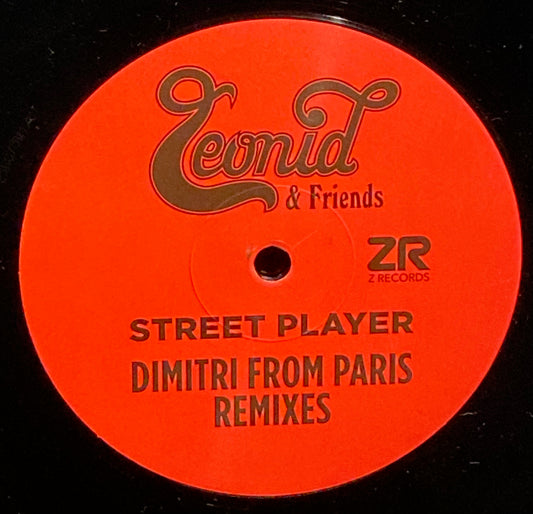 Leonid
& Friends
ZR
Z RECORDS
STREET PLAYER
DIMITRI FROM PARIS
REMIXES